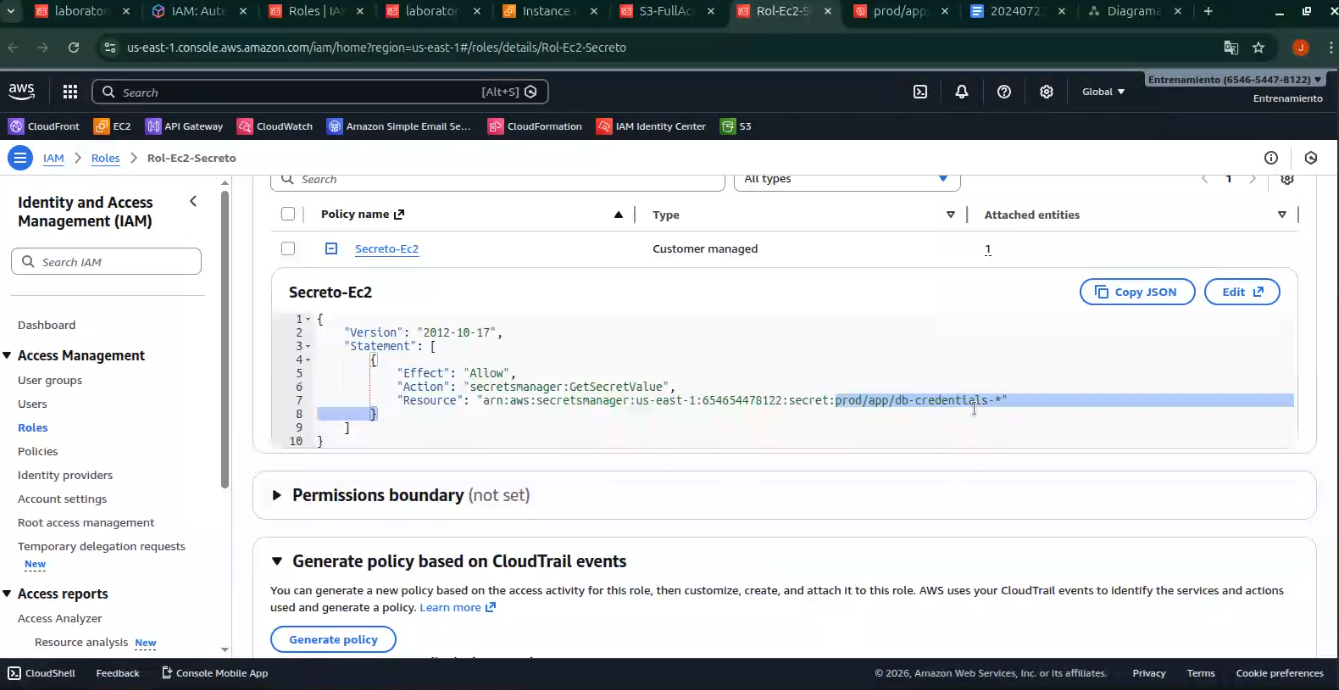 laborator
IAM: Aute
Roles | IA
laborator
Instance
S3-FullAc
Rol-Ec2-S
prod/app
2024072
Diagrama
us-east-1.console.aws.amazon.com/iam/home?region=us-east-1#/roles/details/Rol-Ec2-Secreto
J
aws
Search
[Alt+S]
Global
Entrenamiento (6546-5447-8122)
Entrenamiento
CloudFront
EC2
API Gateway
CloudWatch
Amazon Simple Email Se...
CloudFormation
IAM Identity Center
S3
IAM > Roles > Rol-Ec2-Secreto
Identity and Access Management (IAM)
Search IAM
Dashboard
Access Management
User groups
Users
Roles
Policies
Identity providers
Account settings
Root access management
Temporary delegation requests
New
Access reports
Access Analyzer
Resource analysis New
Search
All types
1
Policy name
Type
Attached entities
Secreto-Ec2
Customer managed
1
Secreto-Ec2
Copy JSON
Edit
1 {
2 "Version": "2012-10-17",
3 "Statement": [
4 {
5 "Effect": "Allow",
6 "Action": "secretsmanager:GetSecretValue",
7 "Resource": "arn:aws:secretsmanager:us-east-1:654654478122:secret:prod/app/db-credentials-*"
8 }
9 ]
10 }
Permissions boundary (not set)
Generate policy based on CloudTrail events
You can generate a new policy based on the access activity for this role, then customize, create, and attach it to this role. AWS uses your CloudTrail events to identify the services and actions
used and generate a policy. Learn more
Generate policy
CloudShell
Feedback
Console Mobile App
© 2026, Amazon Web Services, Inc. or its affiliates.
Privacy
Terms
Cookie preferences